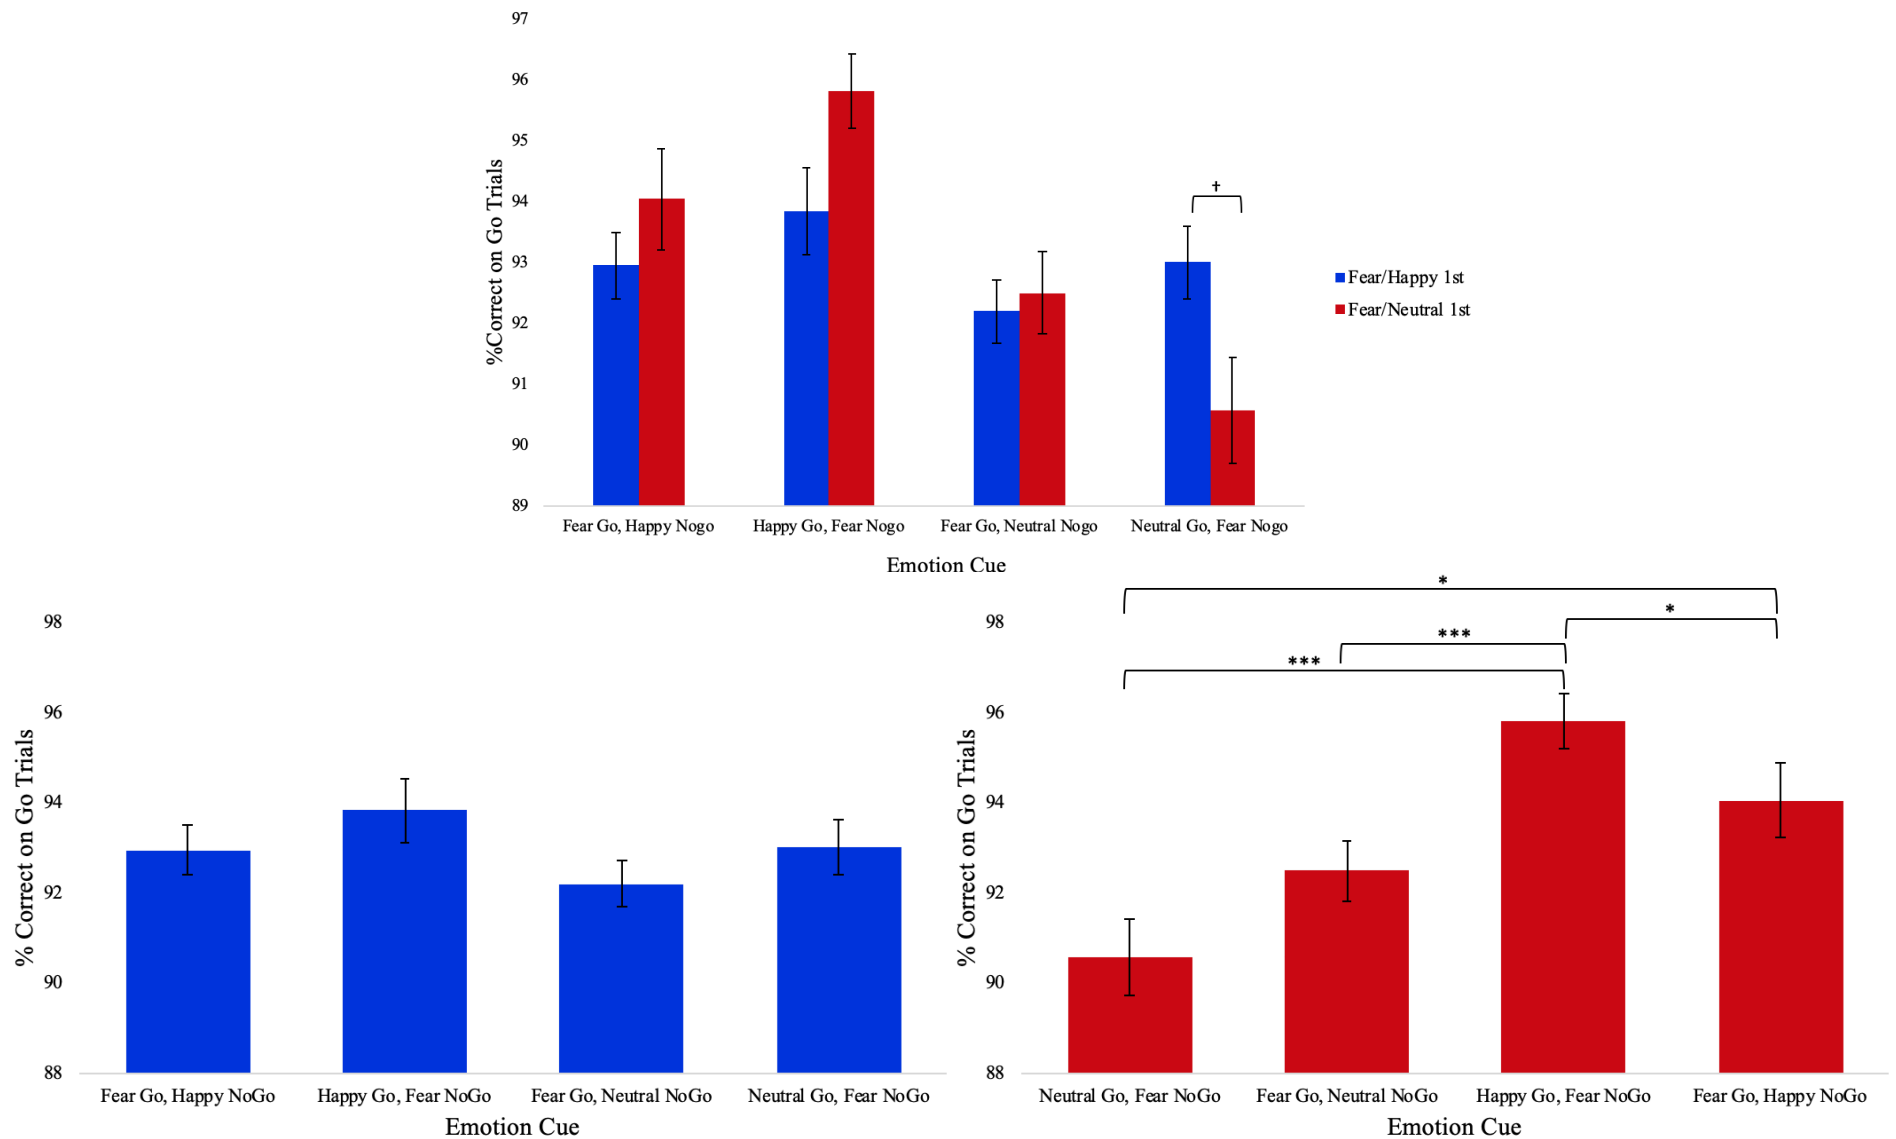 97
96
95
94
93
92
91
90
89
%Correct on Go Trials
†
Fear/Happy 1st
Fear/Neutral 1st
Fear Go, Happy Nogo
Happy Go, Fear Nogo
Fear Go, Neutral Nogo
Neutral Go, Fear Nogo
Emotion Cue
98
96
94
92
90
88
% Correct on Go Trials
Fear Go, Happy NoGo
Happy Go, Fear NoGo
Fear Go, Neutral NoGo
Neutral Go, Fear NoGo
Emotion Cue
*
*
***
***
98
96
94
92
90
88
% Correct on Go Trials
Neutral Go, Fear NoGo
Fear Go, Neutral NoGo
Happy Go, Fear NoGo
Fear Go, Happy NoGo
Emotion Cue